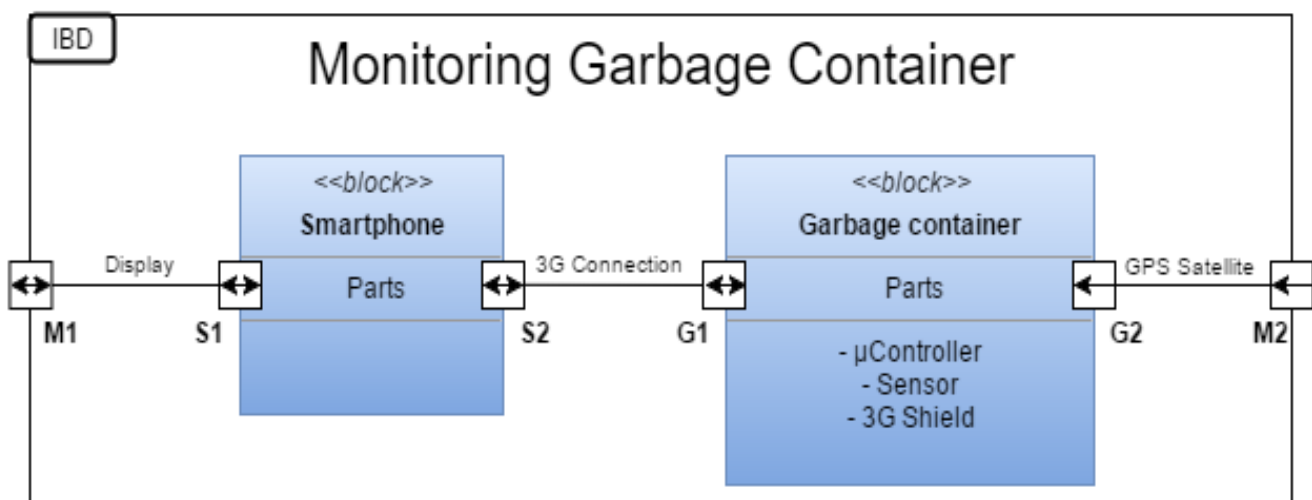 IBD
Monitoring Garbage Container
<<block>>
Smartphone
Parts
<<block>>
Garbage container
Parts
- µController
- Sensor
- 3G Shield
Display
3G Connection
GPS Satellite
M1
S1
S2
G1
G2
M2